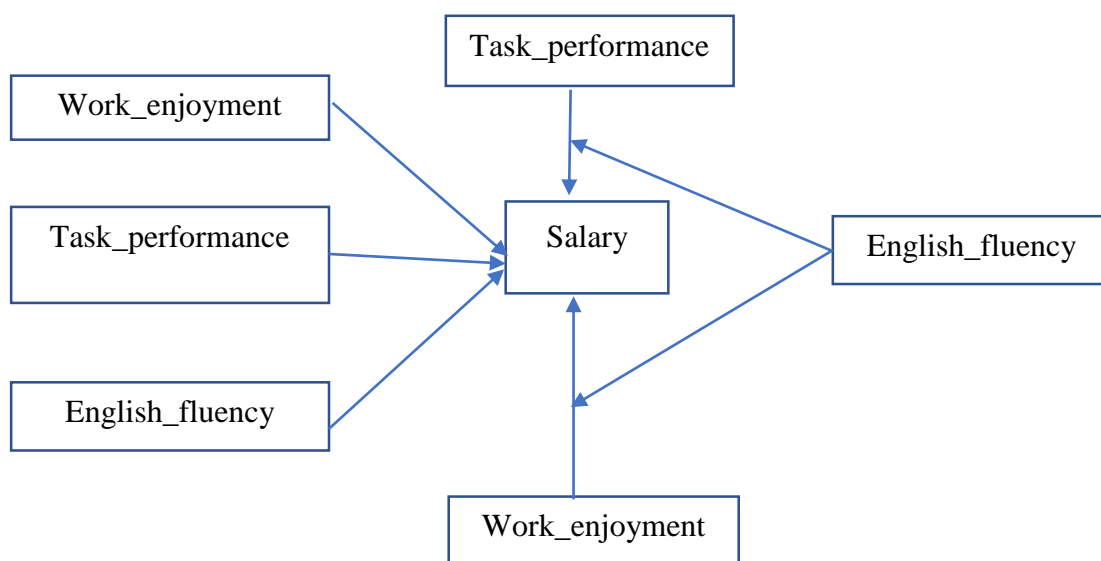 Task_performance
Work_enjoyment
Task_performance
Salary
English_fluency
English_fluency
Work_enjoyment